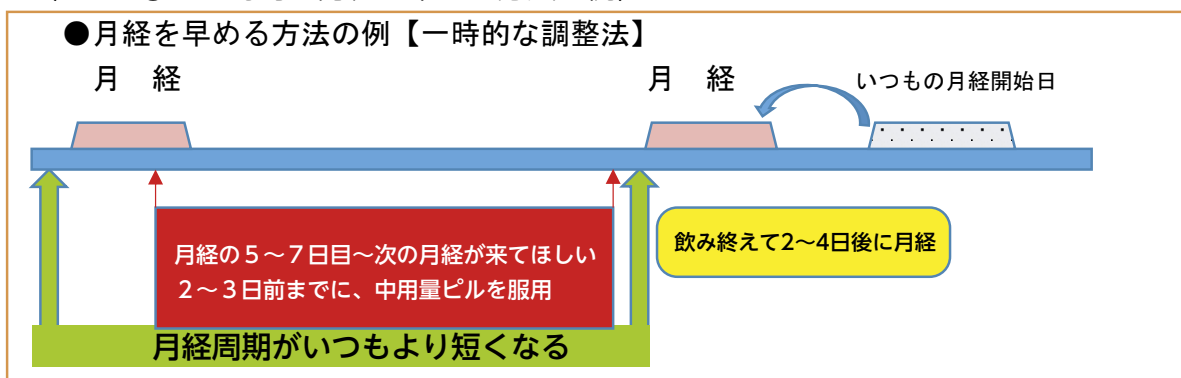 ●月経を早める方法の例【一時的な調整法】
月　経
月　経
いつもの月経開始日
月経の５～７日目～次の月経が来てほしい
２～３日前までに、中用量ピルを服用
飲み終えて2～4日後に月経
月経周期がいつもより短くなる